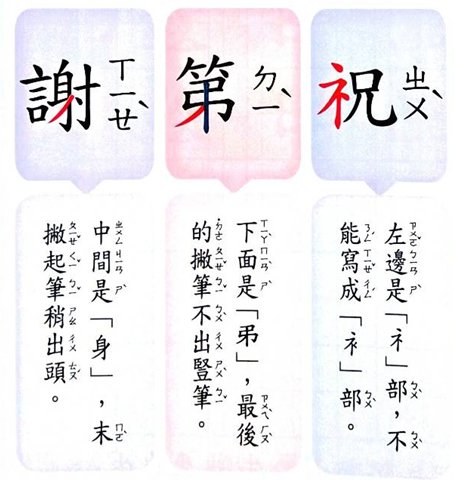 祝 ㄓㄨˋ
左邊是「礻」部，不
能寫成「衤」部。
第 ㄉㄧˋ
下面是「弔」，最後
的撇筆不出豎筆。
謝 ㄒㄧㄝˋ
中間是「身」，末
撇起筆稍出頭。